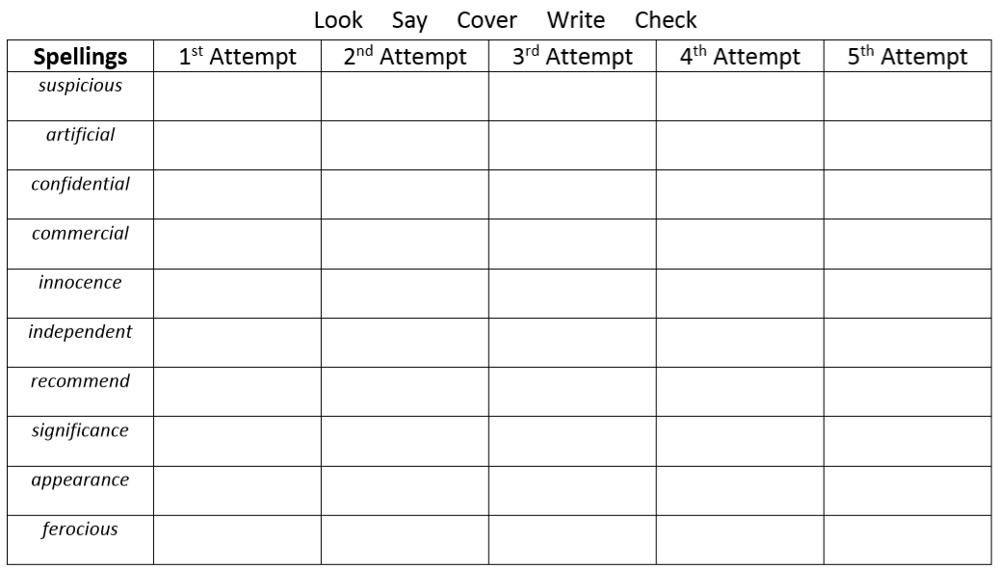 Look Say Cover Write Check
Spellings 1st Attempt 2nd Attempt 3rd Attempt 4th Attempt 5th Attempt
suspicious
artificial
confidential
commercial
innocence
independent
recommend
significance
appearance
ferocious